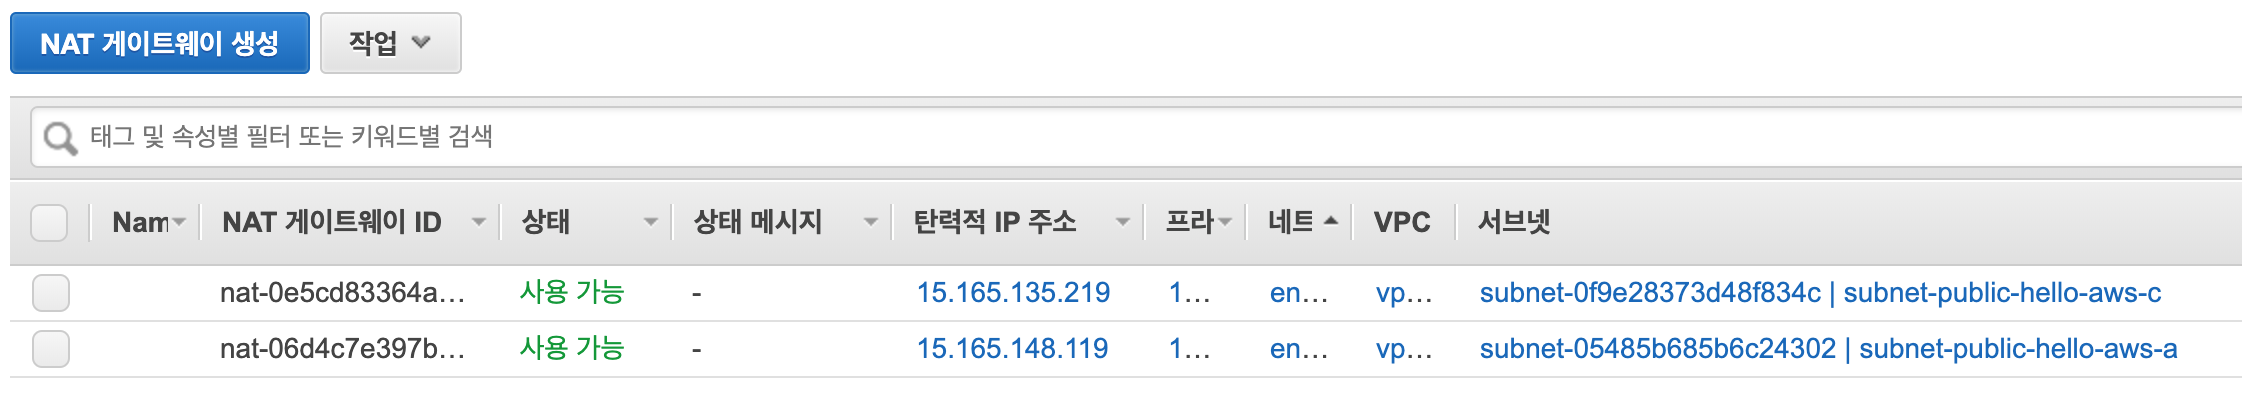 NAT 게이트웨이 생성 작업
태그 및 속성별 필터 또는 키워드별 검색
Nam NAT 게이트웨이 ID 상태 상태 메시지 탄력적 IP 주소 프라 네트 VPC 서브넷
nat-0e5cd83364a... 사용 가능 - 15.165.135.219 1... en... vp... subnet-0f9e28373d48f834c | subnet-public-hello-aws-c
nat-06d4c7e397b... 사용 가능 - 15.165.148.119 1... en... vp... subnet-05485b685b6c24302 | subnet-public-hello-aws-a